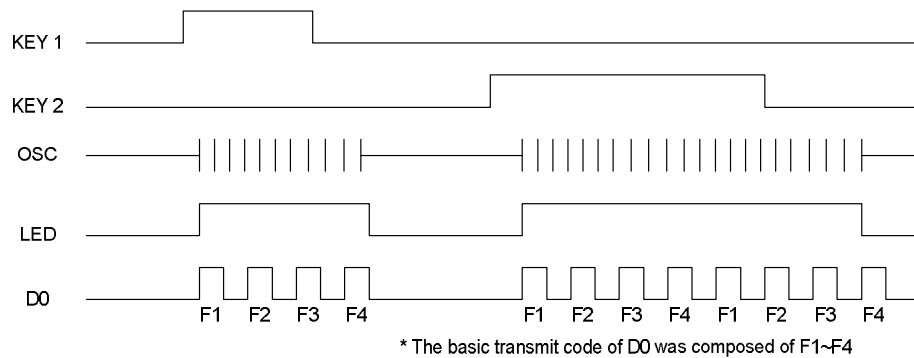 KEY 1
KEY 2
OSC
LED
D0
F1 F2 F3 F4 F1 F2 F3 F4 F1 F2 F3 F4
* The basic transmit code of D0 was composed of F1~F4